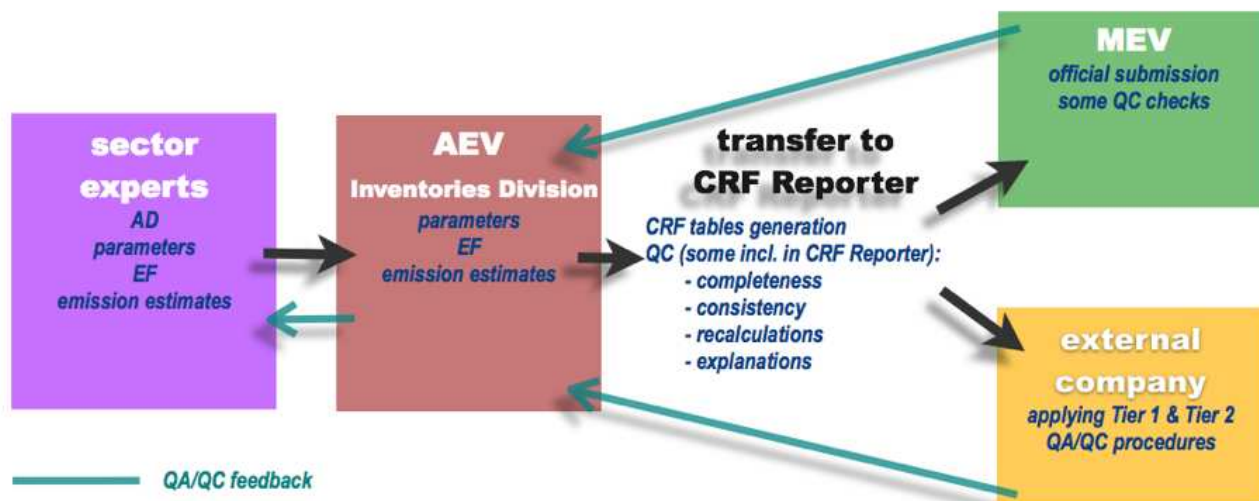 sector
experts
AD
parameters
EF
emission estimates
AEV
Inventories Division
parameters
EF
emission estimates
transfer to
CRF Reporter
CRF tables generation
QC (some incl. in CRF Reporter):
- completeness
- consistency
- recalculations
- explanations
MEV
official submission
some QC checks
external
company
applying Tier 1 & Tier 2
QA/QC procedures
QA/QC feedback